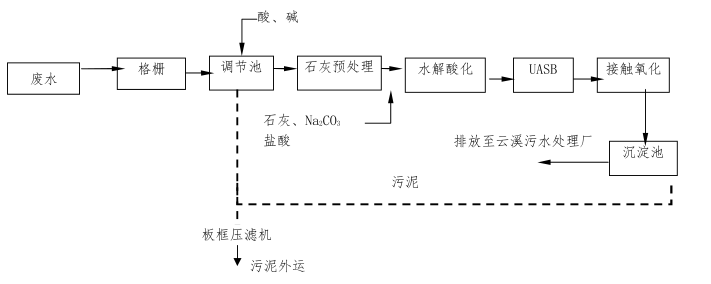 酸、碱
废水
格栅
调节池
石灰预处理
水解酸化
UASB
接触氧化
石灰、Na₂CO₃
盐酸
排放至云溪污水处理厂
沉淀池
污泥
板框压滤机
污泥外运